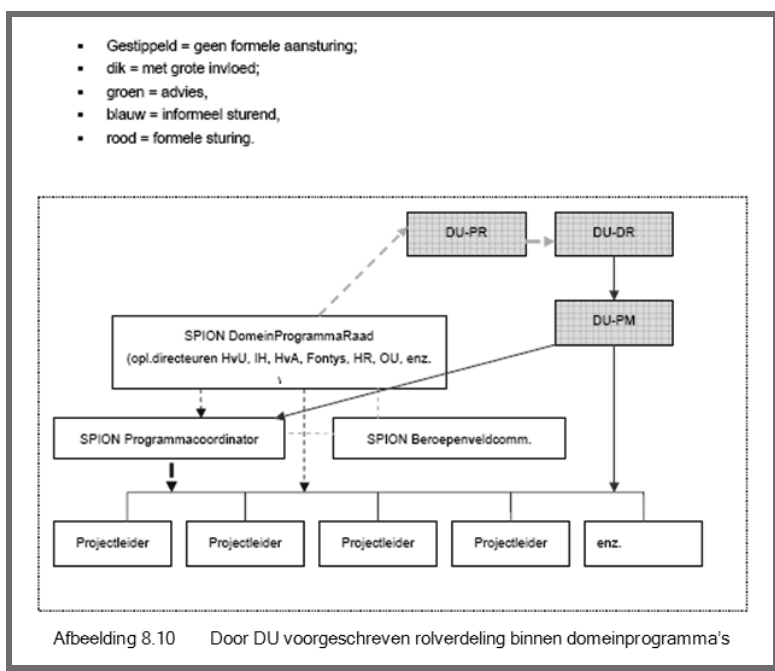 ▪ Gestippeld = geen formele aansturing;
▪ dik = met grote invloed;
▪ groen = advies,
▪ blauw = informeel sturend,
▪ rood = formele sturing.
DU-PR
DU-DR
DU-PM
SPION DomeinProgrammaRaad
(opl.directeuren HvU, IH, HvA, Fontys, HR, OU, enz.
SPION Programmacoordinator
SPION Beroepenveldcomm.
Projectleider
Projectleider
Projectleider
Projectleider
enz.
Afbeelding 8.10 Door DU voorgeschreven rolverdeling binnen domeinprogramma's